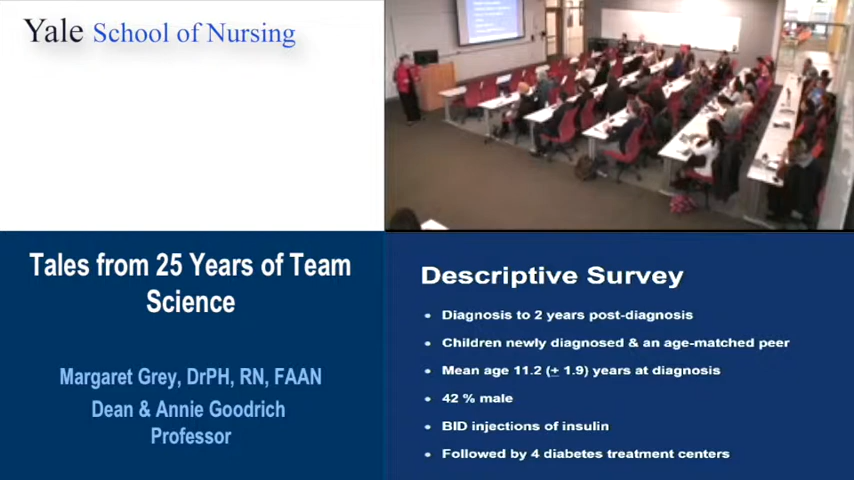 Yale School of Nursing
Tales from 25 Years of Team
Science
Margaret Grey, DrPH, RN, FAAN
Dean & Annie Goodrich
Professor
Descriptive Survey
• Diagnosis to 2 years post-diagnosis
• Children newly diagnosed & an age-matched peer
• Mean age 11.2 (± 1.9) years at diagnosis
• 42 % male
• BID injections of insulin
• Followed by 4 diabetes treatment centers